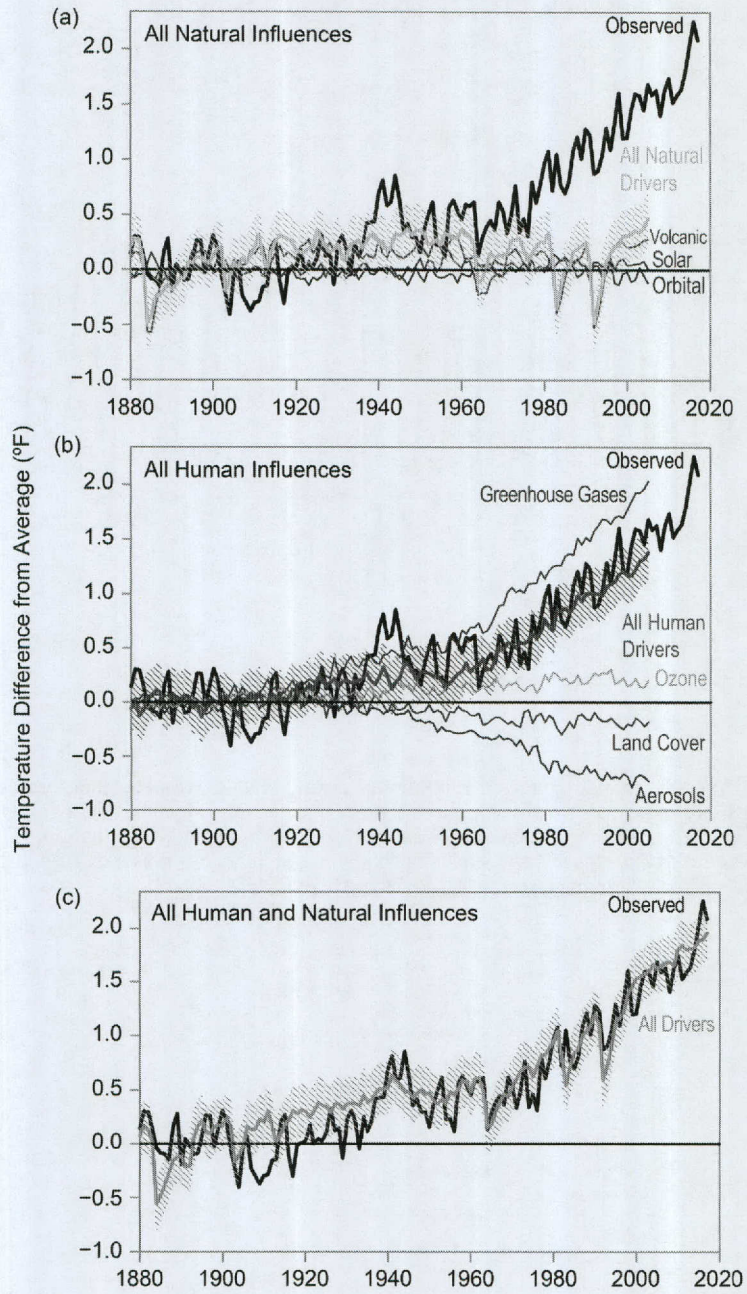 Temperature Difference from Average (ºF)
(a)
All Natural Influences
Observed
All Natural
Drivers
Volcanic
Solar
Orbital
2.0
1.5
1.0
0.5
0.0
−0.5
−1.0
1880 1900 1920 1940 1960 1980 2000 2020
(b)
All Human Influences
Observed
Greenhouse Gases
All Human
Drivers
Ozone
Land Cover
Aerosols
2.0
1.5
1.0
0.5
0.0
−0.5
−1.0
1880 1900 1920 1940 1960 1980 2000 2020
(c)
All Human and Natural Influences
Observed
All Drivers
2.0
1.5
1.0
0.5
0.0
−0.5
−1.0
1880 1900 1920 1940 1960 1980 2000 2020